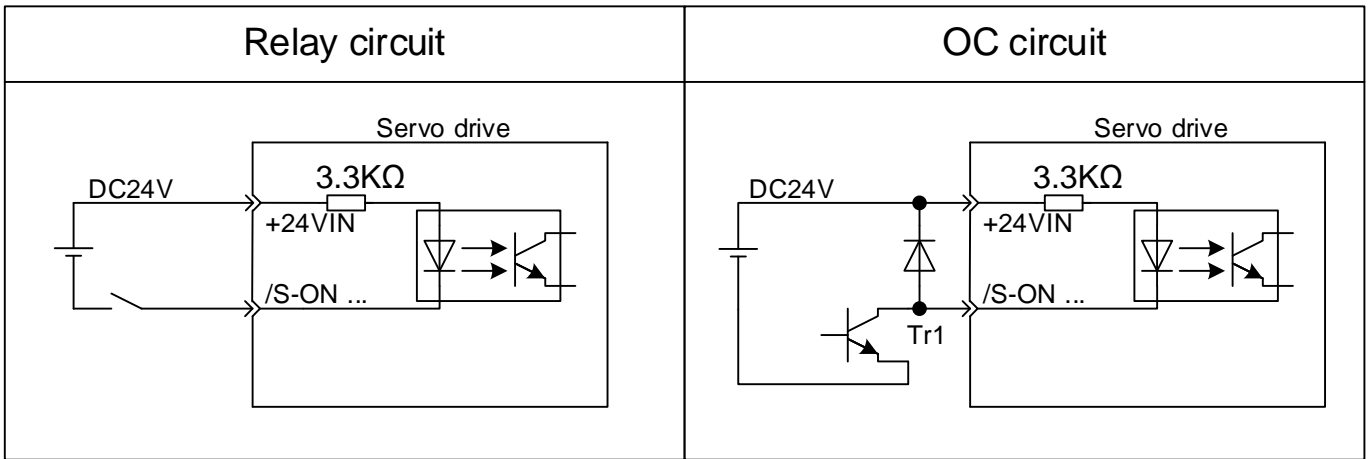 Relay circuit
OC circuit
Servo drive
3.3KΩ
DC24V
+24VIN
/S-ON ...
Servo drive
3.3KΩ
DC24V
+24VIN
/S-ON ...
Tr1